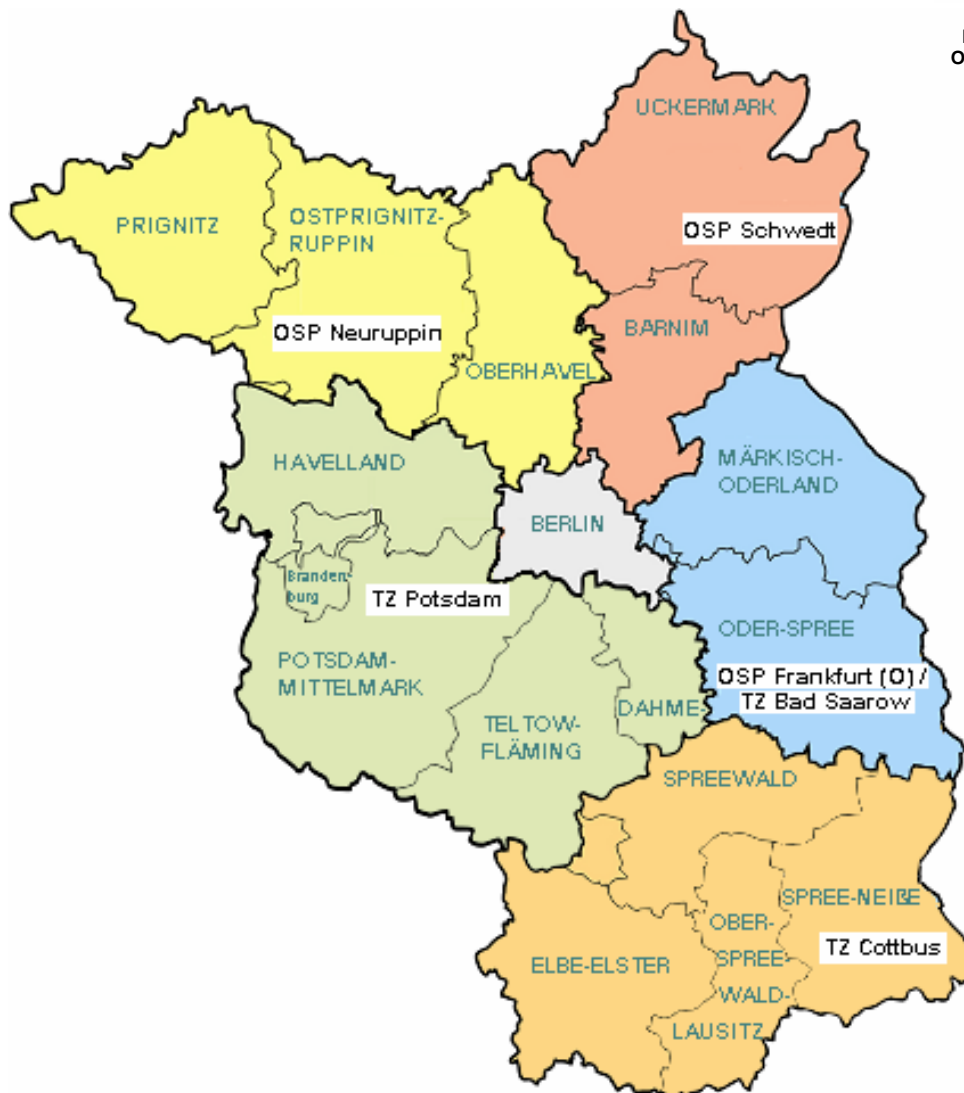 O
UCKERMARK
PRIGNITZ
OSTPRIGNITZ-
RUPPIN
OSP Schwedt
OSP Neuruppin
BARNIM
OBERHAVEL
HAVELLAND
MÄRKISCH-
ODERLAND
BERLIN
Branden-
burg
TZ Potsdam
ODER-SPREE
POTSDAM-
MITTELMARK
OSP Frankfurt (O) /
TZ Bad Saarow
DAHME-
TELTOW-
FLÄMING
SPREEWALD
SPREE-NEIßE
OBER-
SPREE-
WALD-
LAUSITZ
TZ Cottbus
ELBE-ELSTER